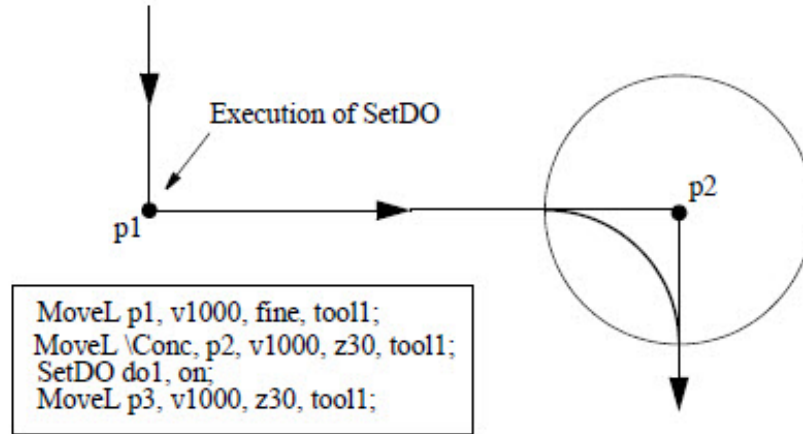 Execution of SetDO
p2
p1
MoveL p1, v1000, fine, tool1;
MoveL \Conc, p2, v1000, z30, tool1;
SetDO do1, on;
MoveL p3, v1000, z30, tool1;